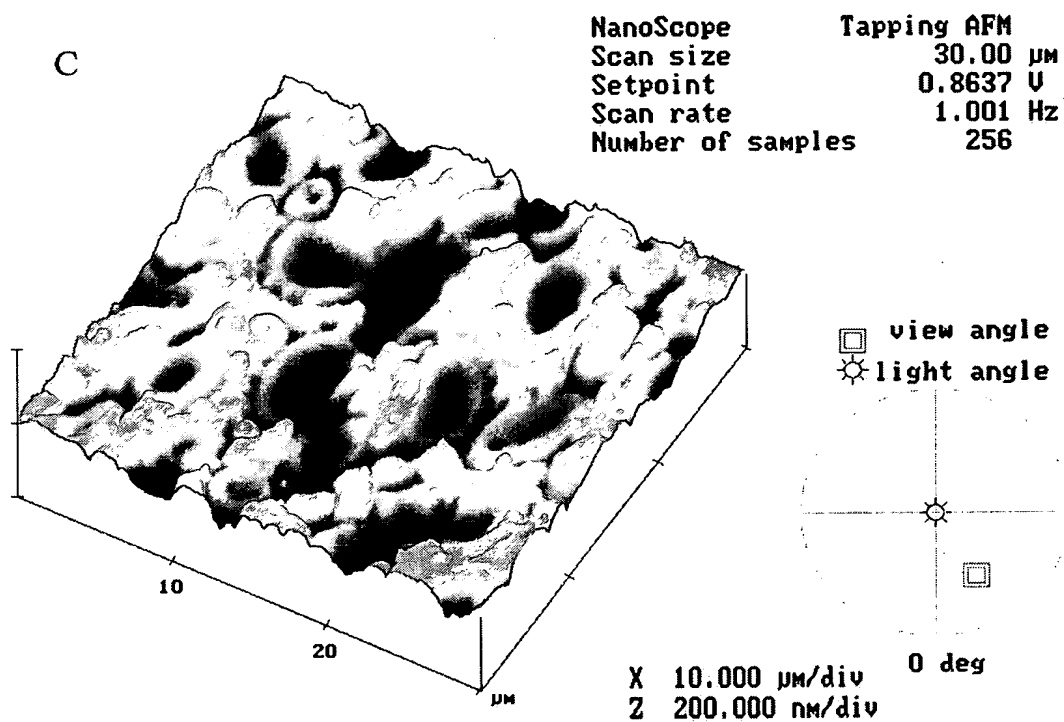 C
NanoScope Tapping AFM
Scan size 30.00 µm
Setpoint 0.8637 V
Scan rate 1.001 Hz
Number of samples 256
view angle
light angle
10
20
µm
0 deg
X 10.000 µm/div
Z 200.000 nm/div